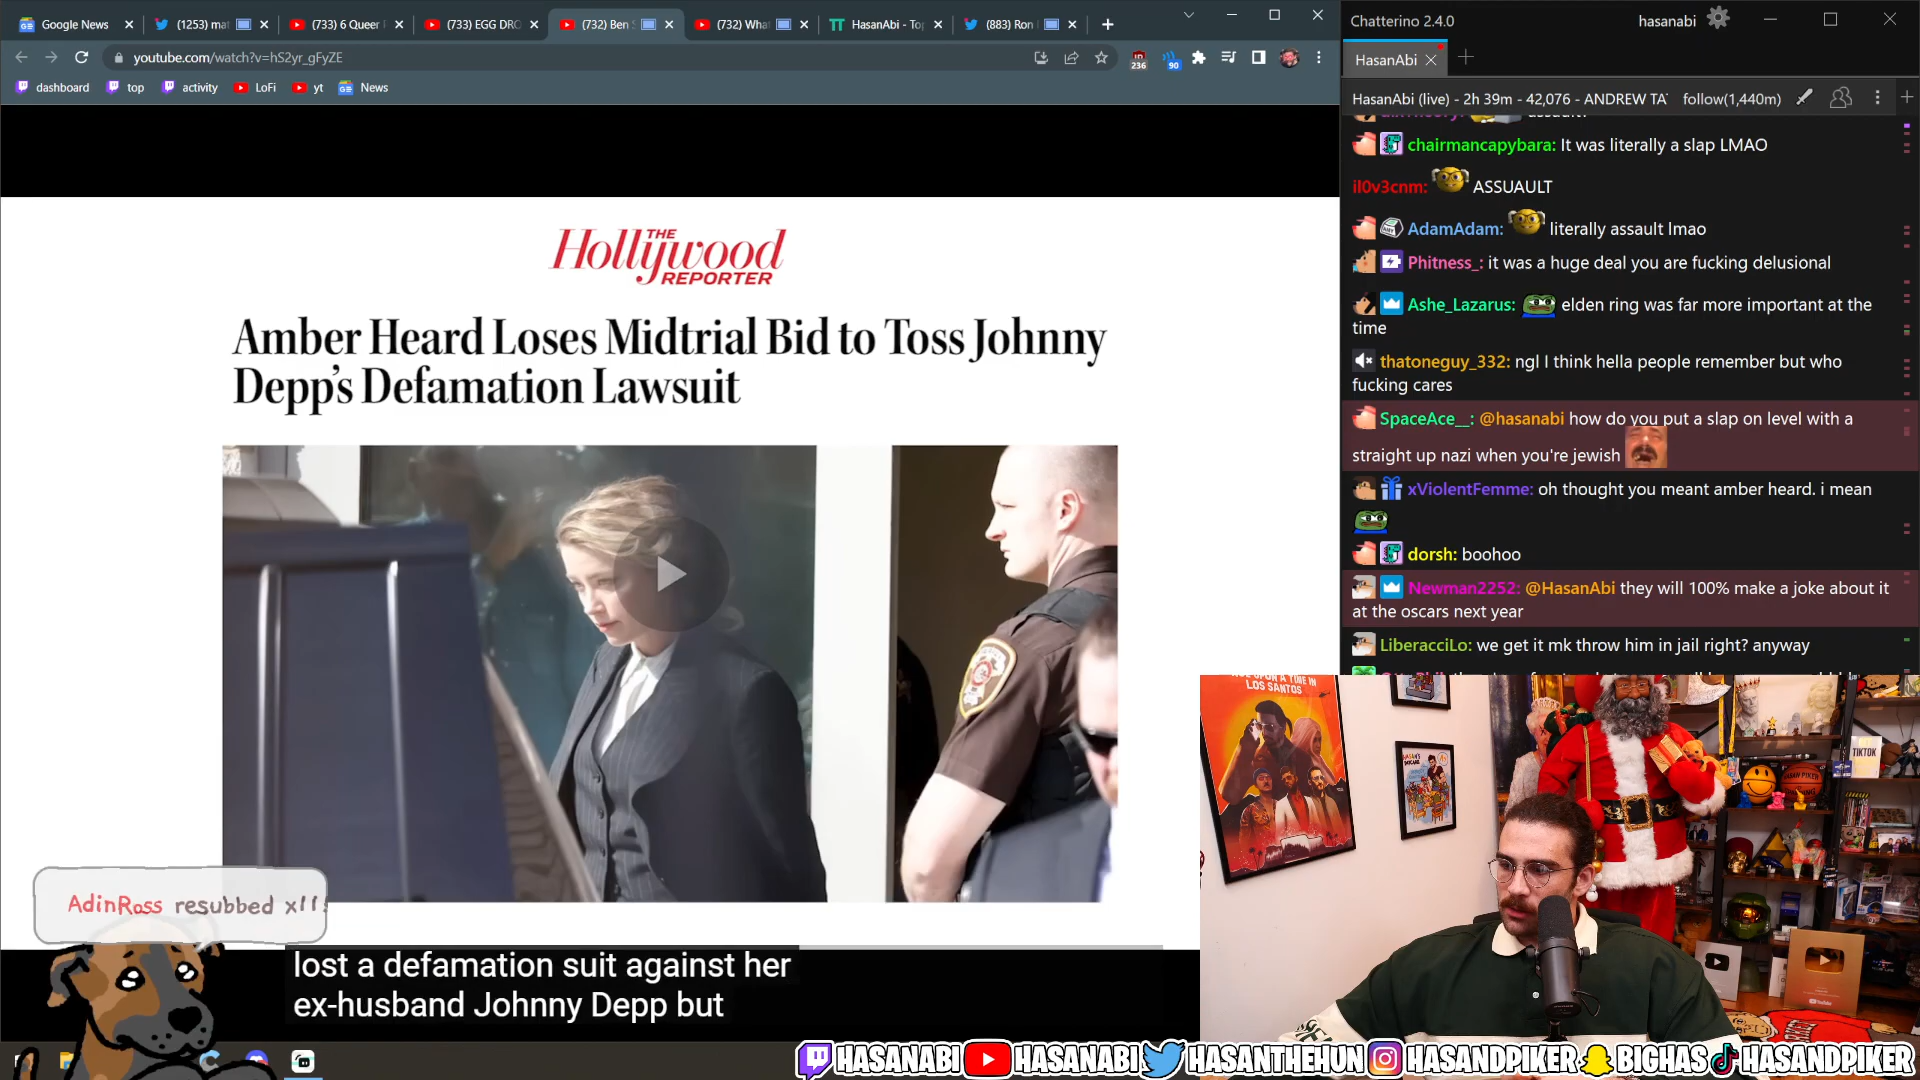 Google News
(1253) mat
(733) 6 Queer
(733) EGG DRO
(732) Ben S
(732) What
HasanAbi - Top
(883) Ron
youtube.com/watch?v=hS2yr_gFyZE
236
90
dashboard
top
activity
LoFi
yt
News
THE
Hollywood
REPORTER
Amber Heard Loses Midtrial Bid to Toss Johnny
Depp's Defamation Lawsuit
AdinRoss resubbed x11!
lost a defamation suit against her
ex-husband Johnny Depp but
Chatterino 2.4.0
hasanabi
HasanAbi
HasanAbi (live) - 2h 39m - 42,076 - ANDREW TA
follow(1,440m)
chairmancapybara: It was literally a slap LMAO
il0v3cnm: ASSUAULT
AdamAdam: literally assault lmao
Phitness_: it was a huge deal you are fucking delusional
Ashe_Lazarus: elden ring was far more important at the
time
thatoneguy_332: ngl I think hella people remember but who
fucking cares
SpaceAce__: @hasanabi how do you put a slap on level with a
straight up nazi when you're jewish
xViolentFemme: oh thought you meant amber heard. i mean
dorsh: boohoo
Newman2252: @HasanAbi they will 100% make a joke about it
at the oscars next year
LiberacciLo: we get it mk throw him in jail right? anyway
UPON A TIME IN
LOS SANTOS
TIKTOK
HASANABI
HASANABI
HASANTHEHUN
HASANDPIKER
BIGHAS
HASANDPIKER